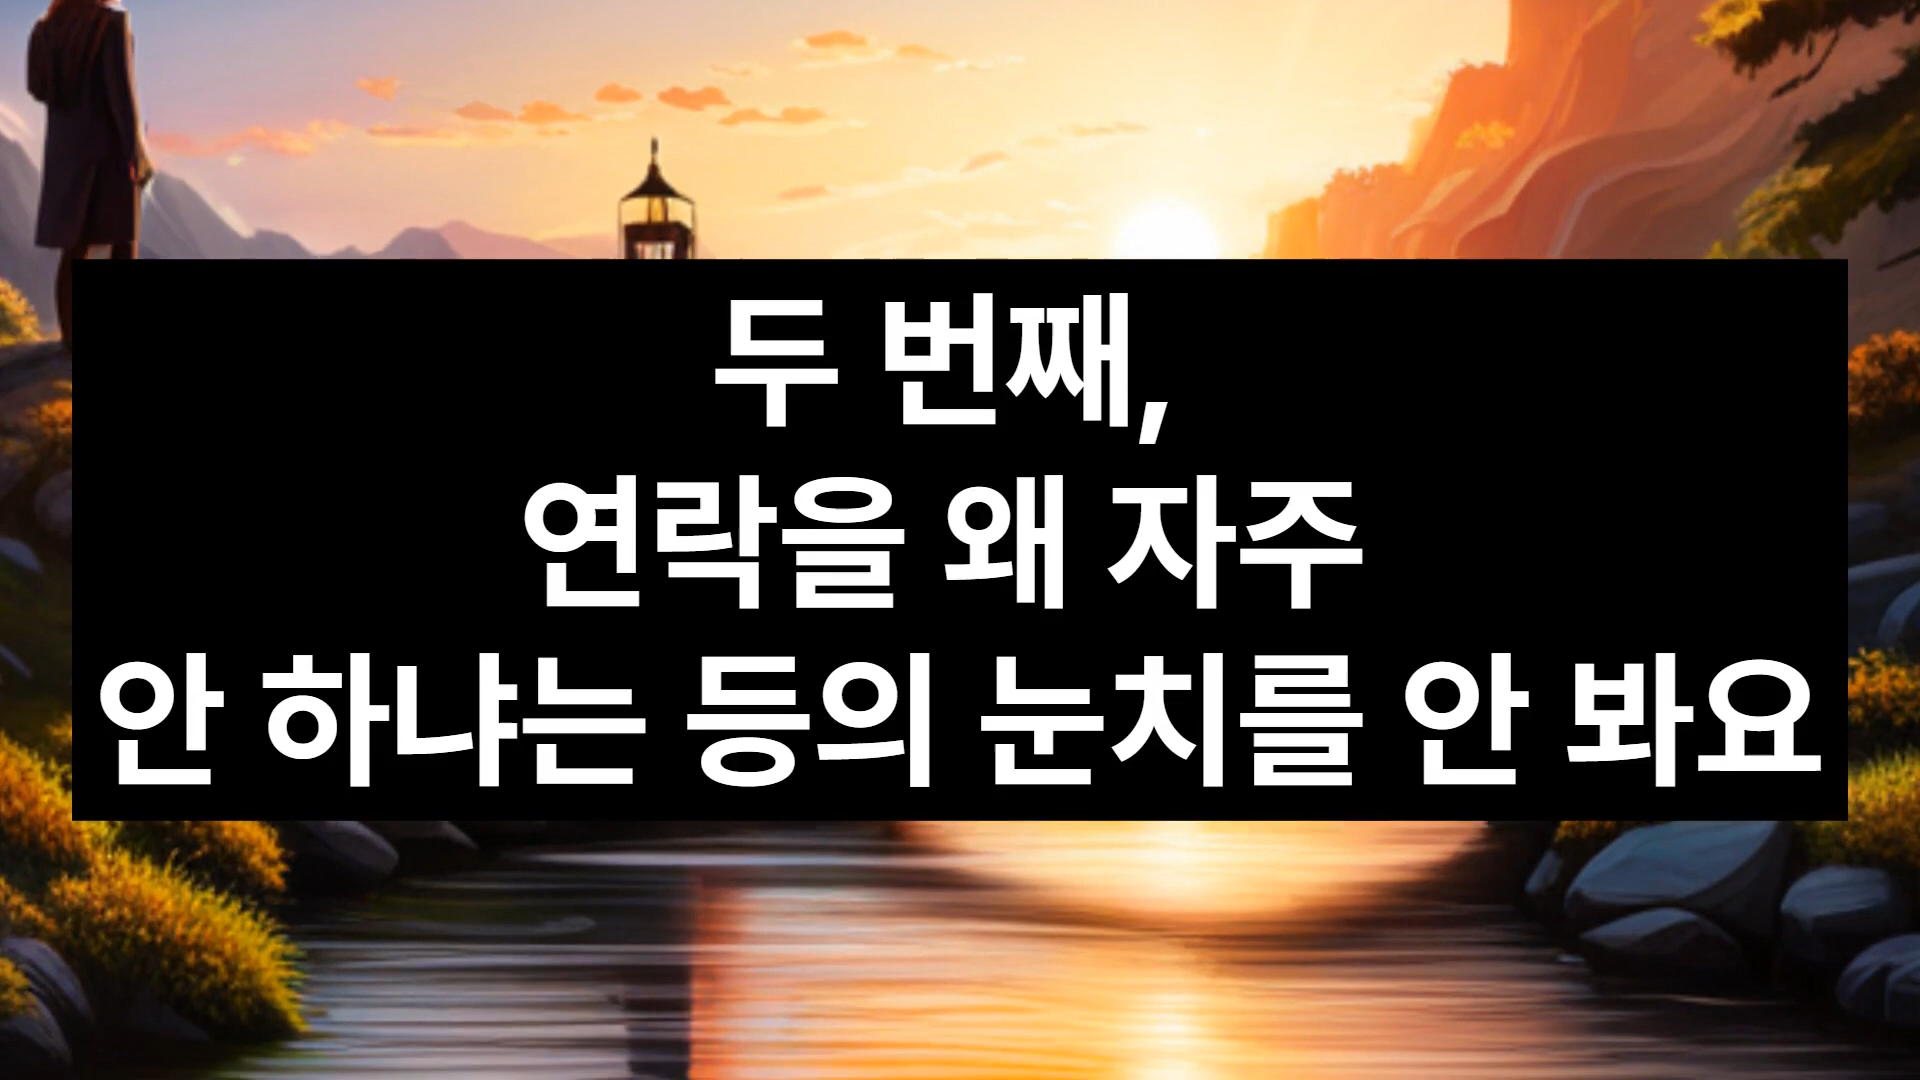 두 번째,
연락을 왜 자주
안 하냐는 등의 눈치를 안 봐요